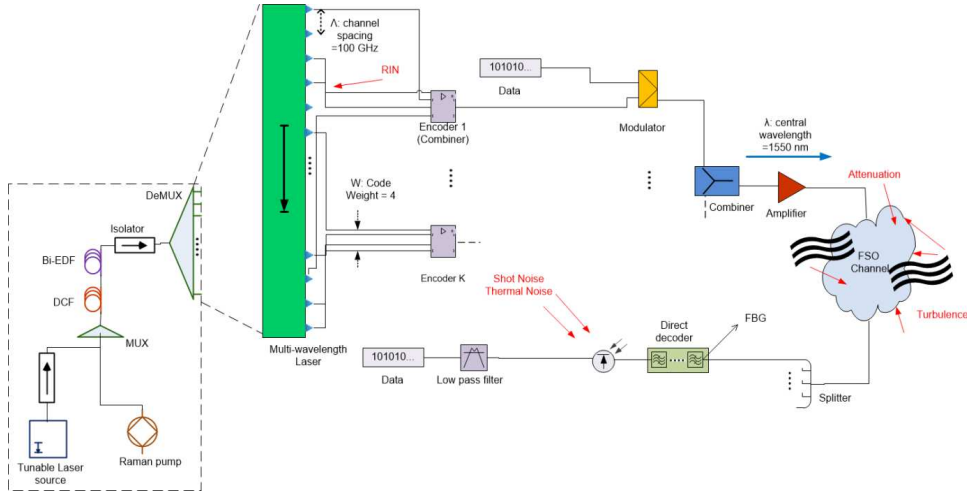 Λ: channel
spacing
=100 GHz
RIN
101010...
Data
Encoder 1
(Combiner)
Modulator
λ: central
wavelength
=1550 nm
Attenuation
Combiner
Amplifier
FSO
Channel
Turbulence
W: Code
Weight = 4
Encoder K
DeMUX
Isolator
Bi-EDF
DCF
MUX
Tunable Laser
source
Raman pump
Multi-wavelength
Laser
Shot Noise
Thermal Noise
101010...
Data
Low pass filter
Direct
decoder
FBG
Splitter